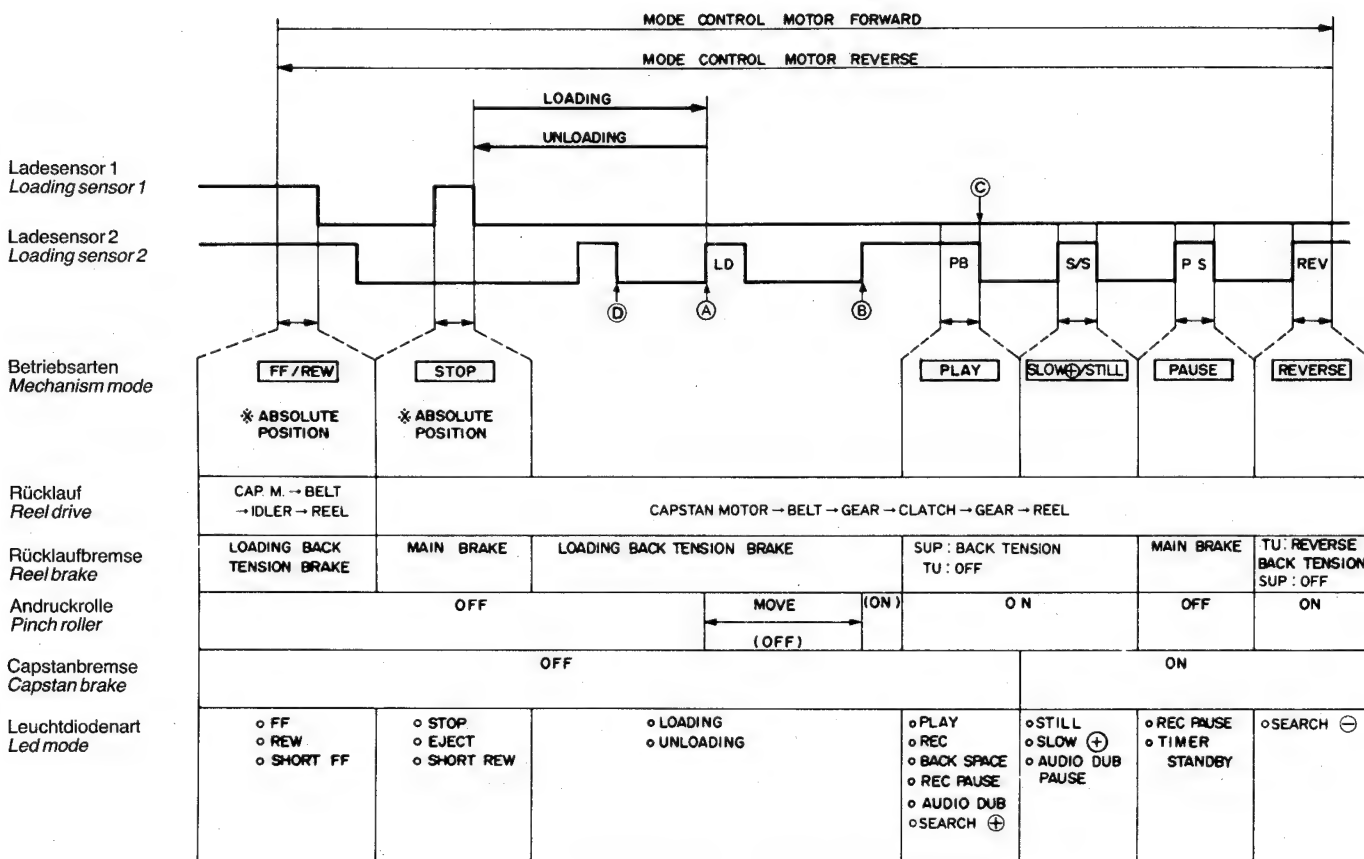 MODE CONTROL MOTOR FORWARD
MODE CONTROL MOTOR REVERSE
LOADING
UNLOADING
Ladesensor 1
Loading sensor 1
Ⓒ
Ladesensor 2
Loading sensor 2
LD
PB
S/S
P S
REV
Ⓓ
Ⓐ
Ⓑ
Betriebsarten
Mechanism mode
FF/REW
STOP
PLAY
SLOW⊕/STILL
PAUSE
REVERSE
※ ABSOLUTE
POSITION
※ ABSOLUTE
POSITION
Rücklauf
Reel drive
CAP. M. → BELT
→ IDLER → REEL
CAPSTAN MOTOR → BELT → GEAR → CLATCH → GEAR → REEL
Rücklaufbremse
Reel brake
LOADING BACK
TENSION BRAKE
MAIN BRAKE
LOADING BACK TENSION BRAKE
SUP : BACK TENSION
TU : OFF
MAIN BRAKE
TU : REVERSE
BACK TENSION
SUP : OFF
Andruckrolle
Pinch roller
OFF
MOVE
(OFF)
(ON)
ON
OFF
ON
Capstanbremse
Capstan brake
OFF
ON
Leuchtdiodenart
Led mode
○ FF
○ REW
○ SHORT FF
○ STOP
○ EJECT
○ SHORT REW
○ LOADING
○ UNLOADING
○ PLAY
○ REC
○ BACK SPACE
○ REC PAUSE
○ AUDIO DUB
○ SEARCH ⊕
○ STILL
○ SLOW ⊕
○ AUDIO DUB
PAUSE
○ REC PAUSE
○ TIMER
STANDBY
○ SEARCH ⊖